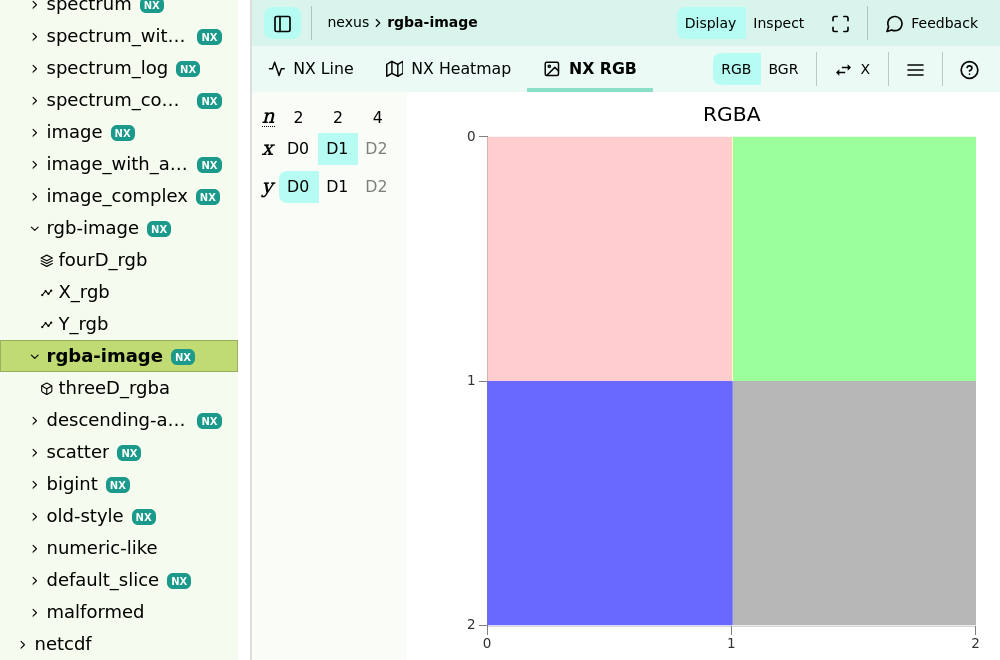 spectrum NX
spectrum_wit... NX
spectrum_log NX
spectrum_co... NX
image NX
image_with_a... NX
image_complex NX
rgb-image NX
fourD_rgb
X_rgb
Y_rgb
rgba-image NX
threeD_rgba
descending-a... NX
scatter NX
bigint NX
old-style NX
numeric-like
default_slice NX
malformed
netcdf
nexus › rgba-image
Display Inspect Feedback
NX Line NX Heatmap NX RGB RGB BGR X
n 2 2 4
x D0 D1 D2
y D0 D1 D2
RGBA
0
1
2
0 1 2